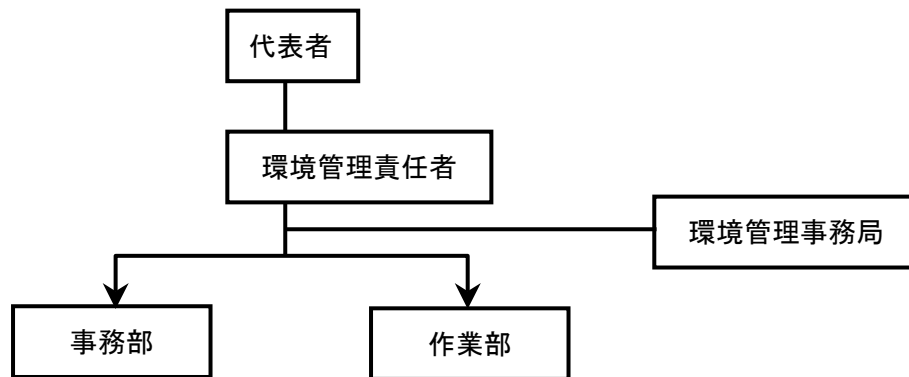 代表者
環境管理責任者
環境管理事務局
事務部
作業部